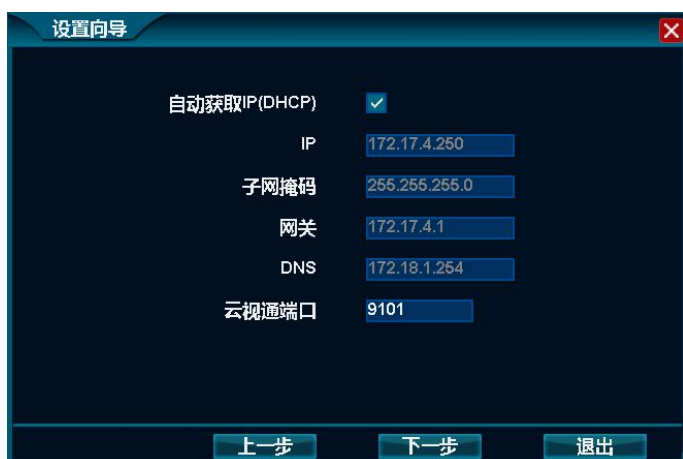 设置向导
自动获取IP(DHCP)
IP 172.17.4.250
子网掩码 255.255.255.0
网关 172.17.4.1
DNS 172.18.1.254
云视通端口 9101
上一步 下一步 退出